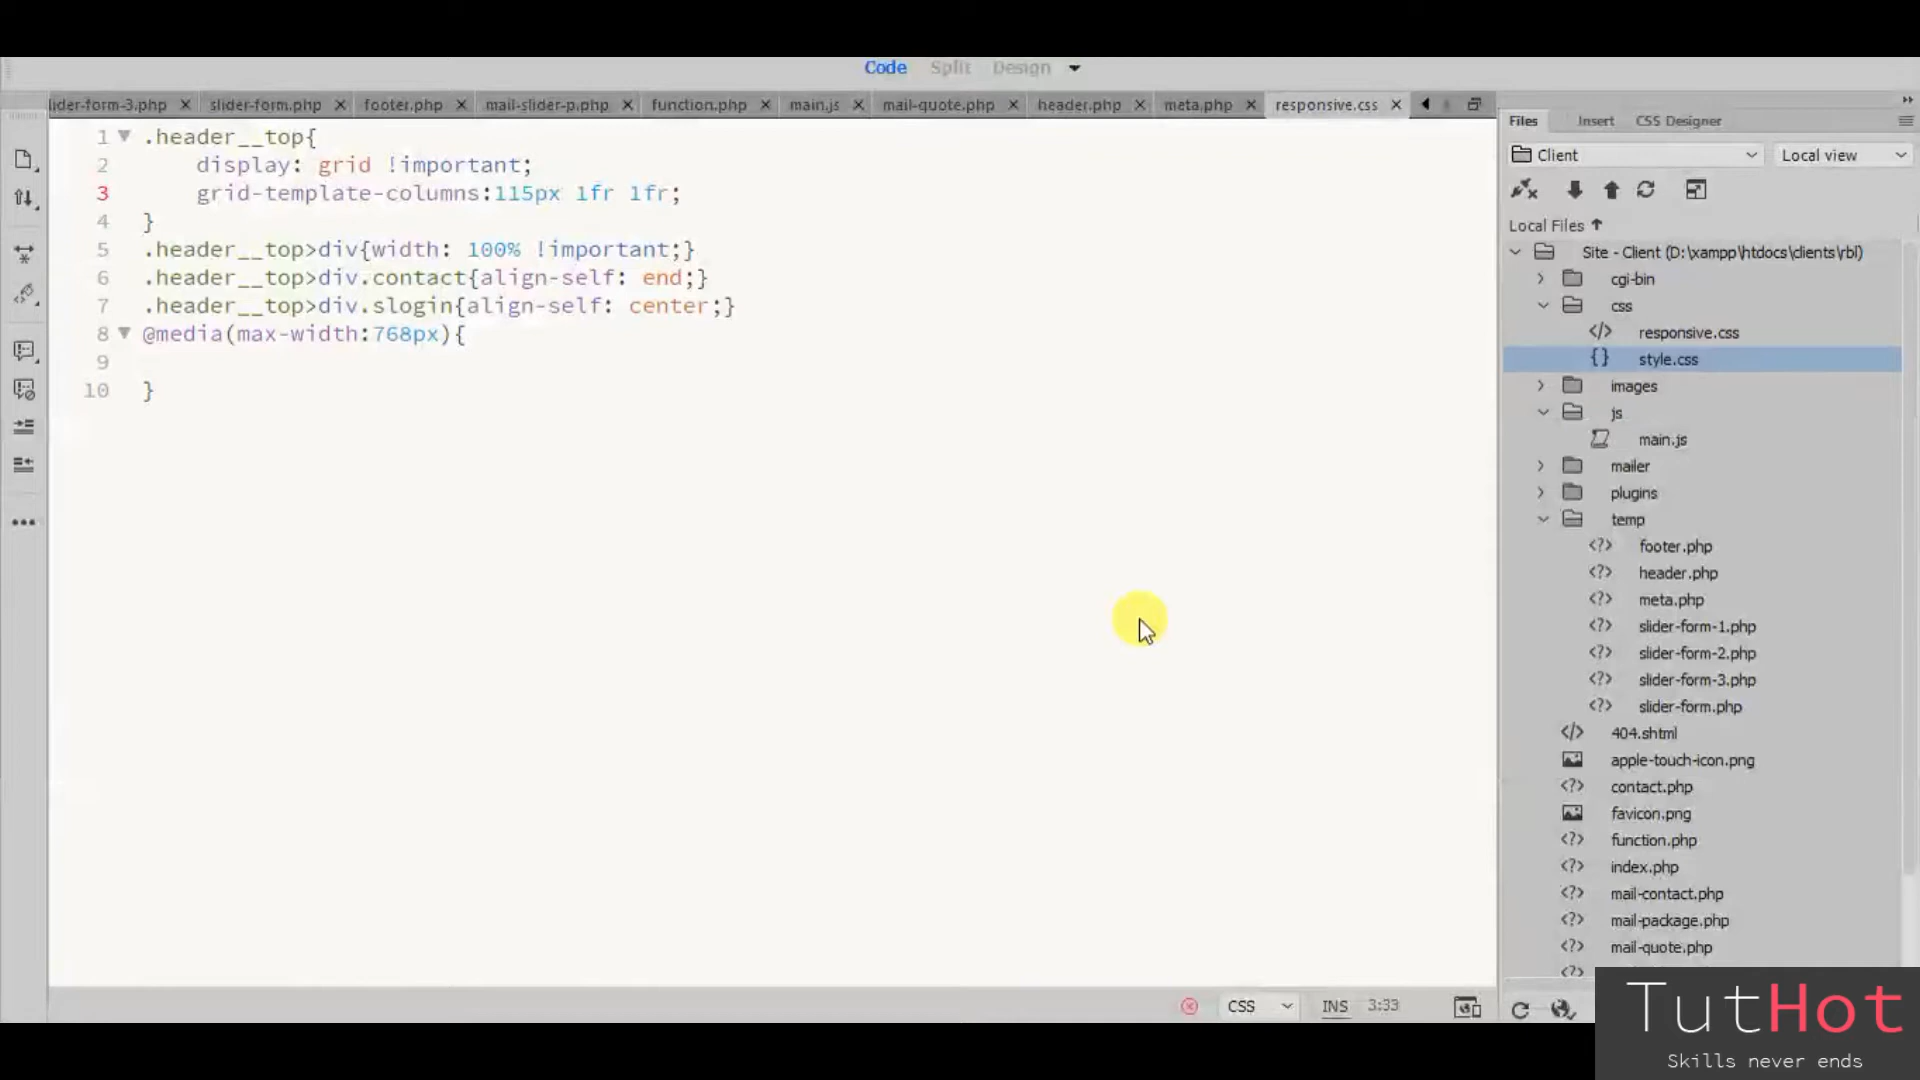 Code Split Design
lider-form-3.php slider-form.php footer.php mail-slider-p.php function.php main.js mail-quote.php header.php meta.php responsive.css
1 .header__top{
2 display: grid !important;
3 grid-template-columns:115px 1fr 1fr;
4 }
5 .header__top>div{width: 100% !important;}
6 .header__top>div.contact{align-self: end;}
7 .header__top>div.slogin{align-self: center;}
8 @media(max-width:768px){
9
10 }
CSS INS 3:33
Files Insert CSS Designer
Client Local view
Local Files
Site - Client (D:\xampp\htdocs\clients\rbl)
cgi-bin
css
responsive.css
style.css
images
js
main.js
mailer
plugins
temp
footer.php
header.php
meta.php
slider-form-1.php
slider-form-2.php
slider-form-3.php
slider-form.php
404.shtml
apple-touch-icon.png
contact.php
favicon.png
function.php
index.php
mail-contact.php
mail-package.php
mail-quote.php
TutHot
Skills never ends